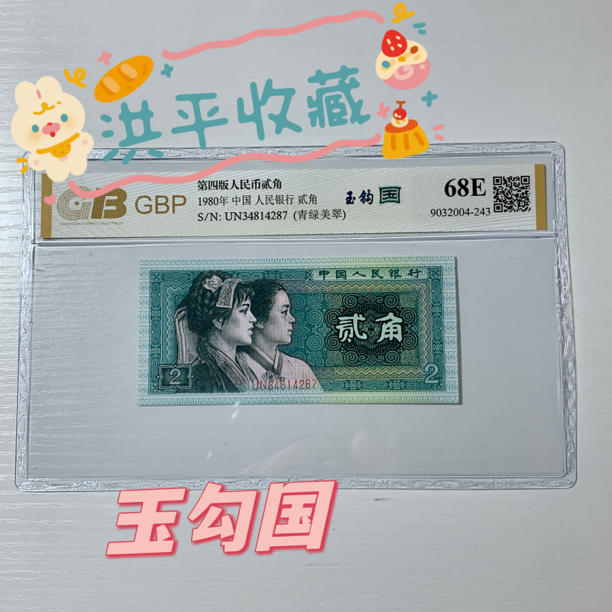 洪平收藏
GBP
第四版人民币贰角
1980年 中国 人民银行 贰角
S/N: UN34814287 (青绿美翠)
玉钩国
68E
9032004-243
中国人民银行
贰角
2
UN34814287
2
玉勾国